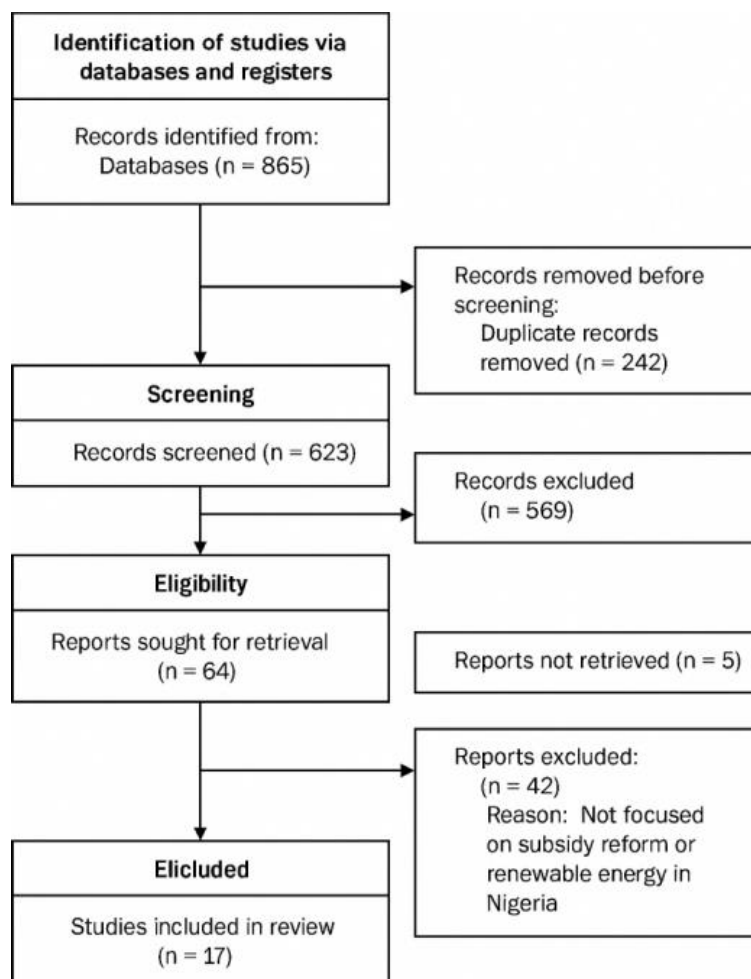 Identification of studies via
databases and registers
Records identified from:
Databases (n = 865)
Records removed before
screening:
Duplicate records
removed (n = 242)
Screening
Records screened (n = 623)
Records excluded
(n = 569)
Eligibility
Reports sought for retrieval
(n = 64)
Reports not retrieved (n = 5)
Reports excluded:
(n = 42)
Reason: Not focused
on subsidy reform or
renewable energy in
Nigeria
Elicluded
Studies included in review
(n = 17)